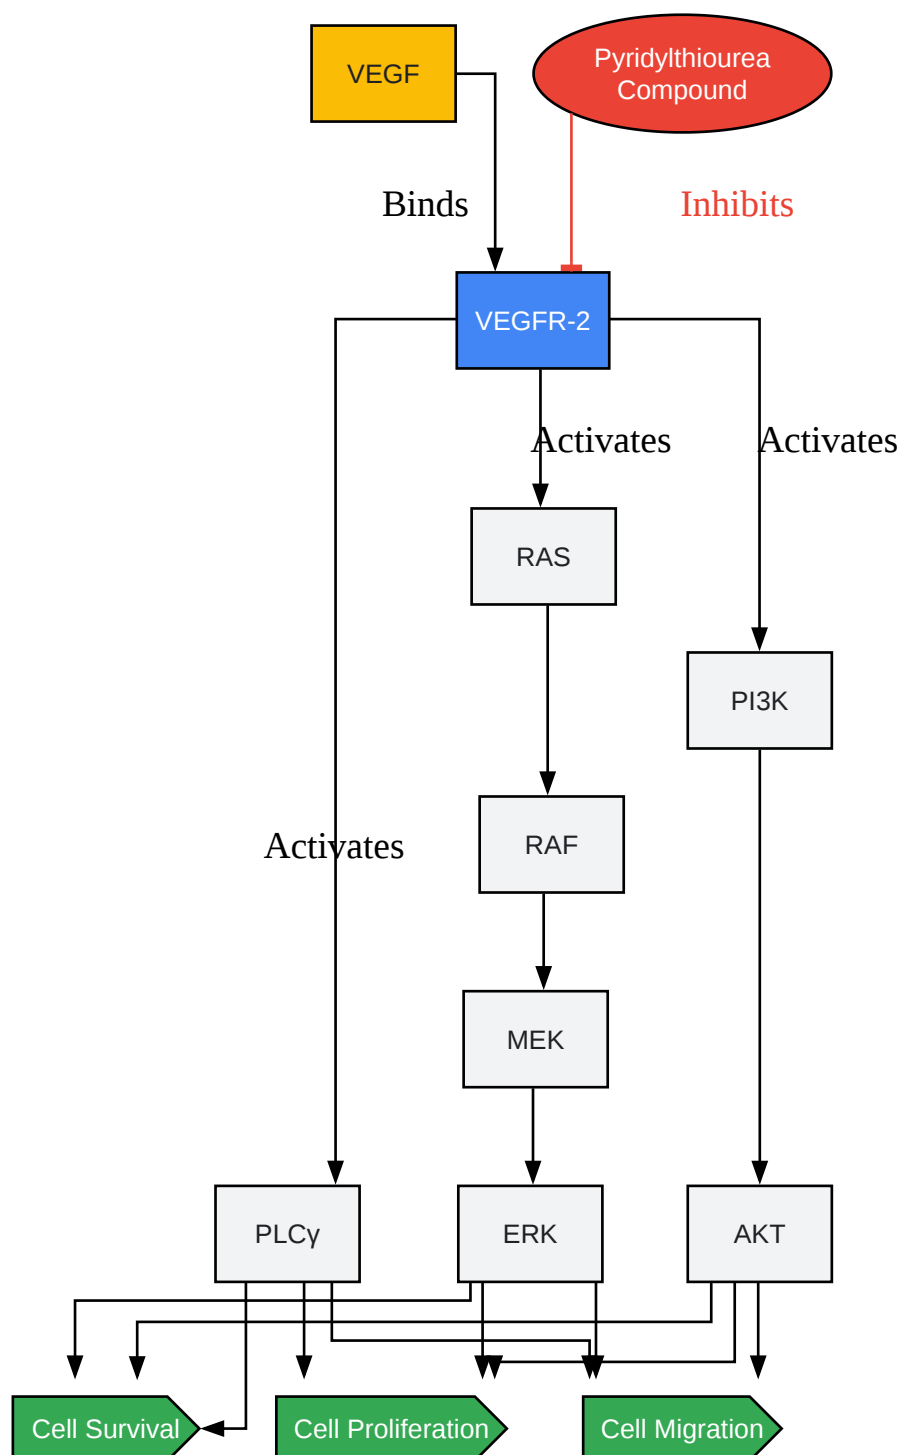 VEGF
Pyridylthiourea
Compound
Binds
Inhibits
VEGFR-2
Activates
Activates
RAS
PI3K
Activates
RAF
MEK
PLCγ
ERK
AKT
Cell Survival
Cell Proliferation
Cell Migration